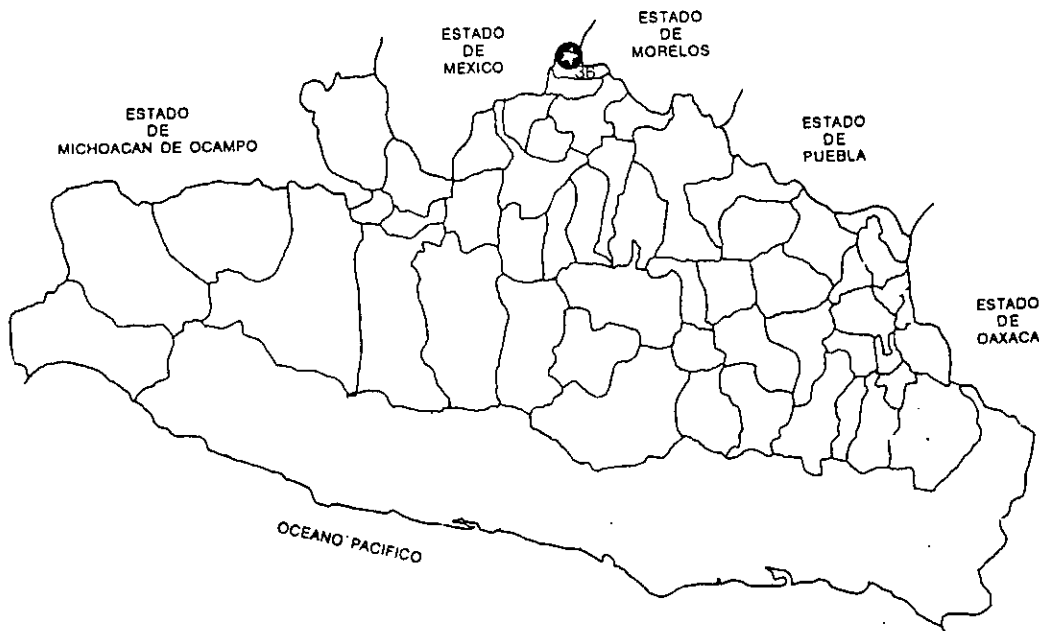 ESTADO
DE
MEXICO
ESTADO
DE
MORELOS
36
ESTADO
DE
MICHOACAN DE OCAMPO
ESTADO
DE
PUEBLA
ESTADO
DE
OAXACA
OCEANO PACIFICO